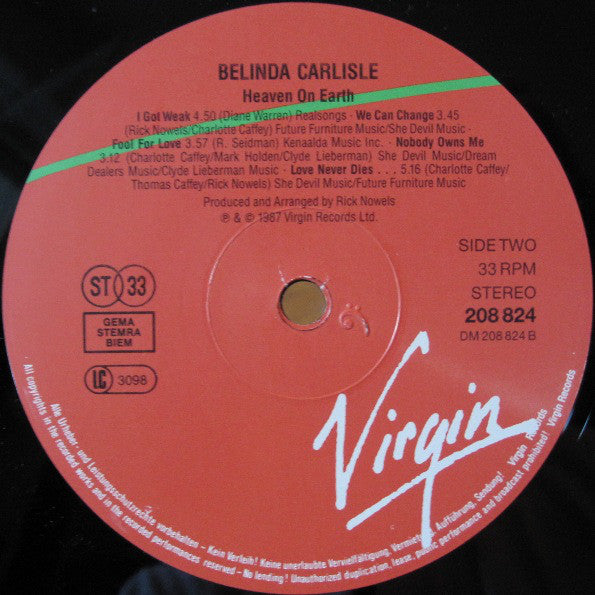 BELINDA CARLISLE
Heaven On Earth
I Got Weak 4.50 (Diane Warren) Realsongs · We Can Change 3.45
(Rick Nowels/Charlotte Caffey) Future Furniture Music/She Devil Music ·
Fool For Love 3.57 (R. Seidman) Kenaalda Music Inc. · Nobody Owns Me
3.12 (Charlotte Caffey/Mark Holden/Clyde Lieberman) She Devil Music/Dream
Dealers Music/Clyde Lieberman Music · Love Never Dies . . . 5.16 (Charlotte Caffey/
Thomas Caffey/Rick Nowels) She Devil Music/Future Furniture Music
Produced and Arranged by Rick Nowels
℗ & © 1987 Virgin Records Ltd.
ST 33
GEMA
STEMRA
BIEM
LC 3098
SIDE TWO
33 RPM
STEREO
208 824
DM 208 824 B
Virgin
Alle Urheber- und Leistungsschutzrechte vorbehalten – Kein Verleih! Keine unerlaubte Vervielfältigung, Vermietung, Aufführung, Sendung! Virgin Records
All copyrights in the recorded works and in the recorded performances reserved – No lending! Unauthorized duplication, lease, public performance and broadcast prohibited! Virgin Records